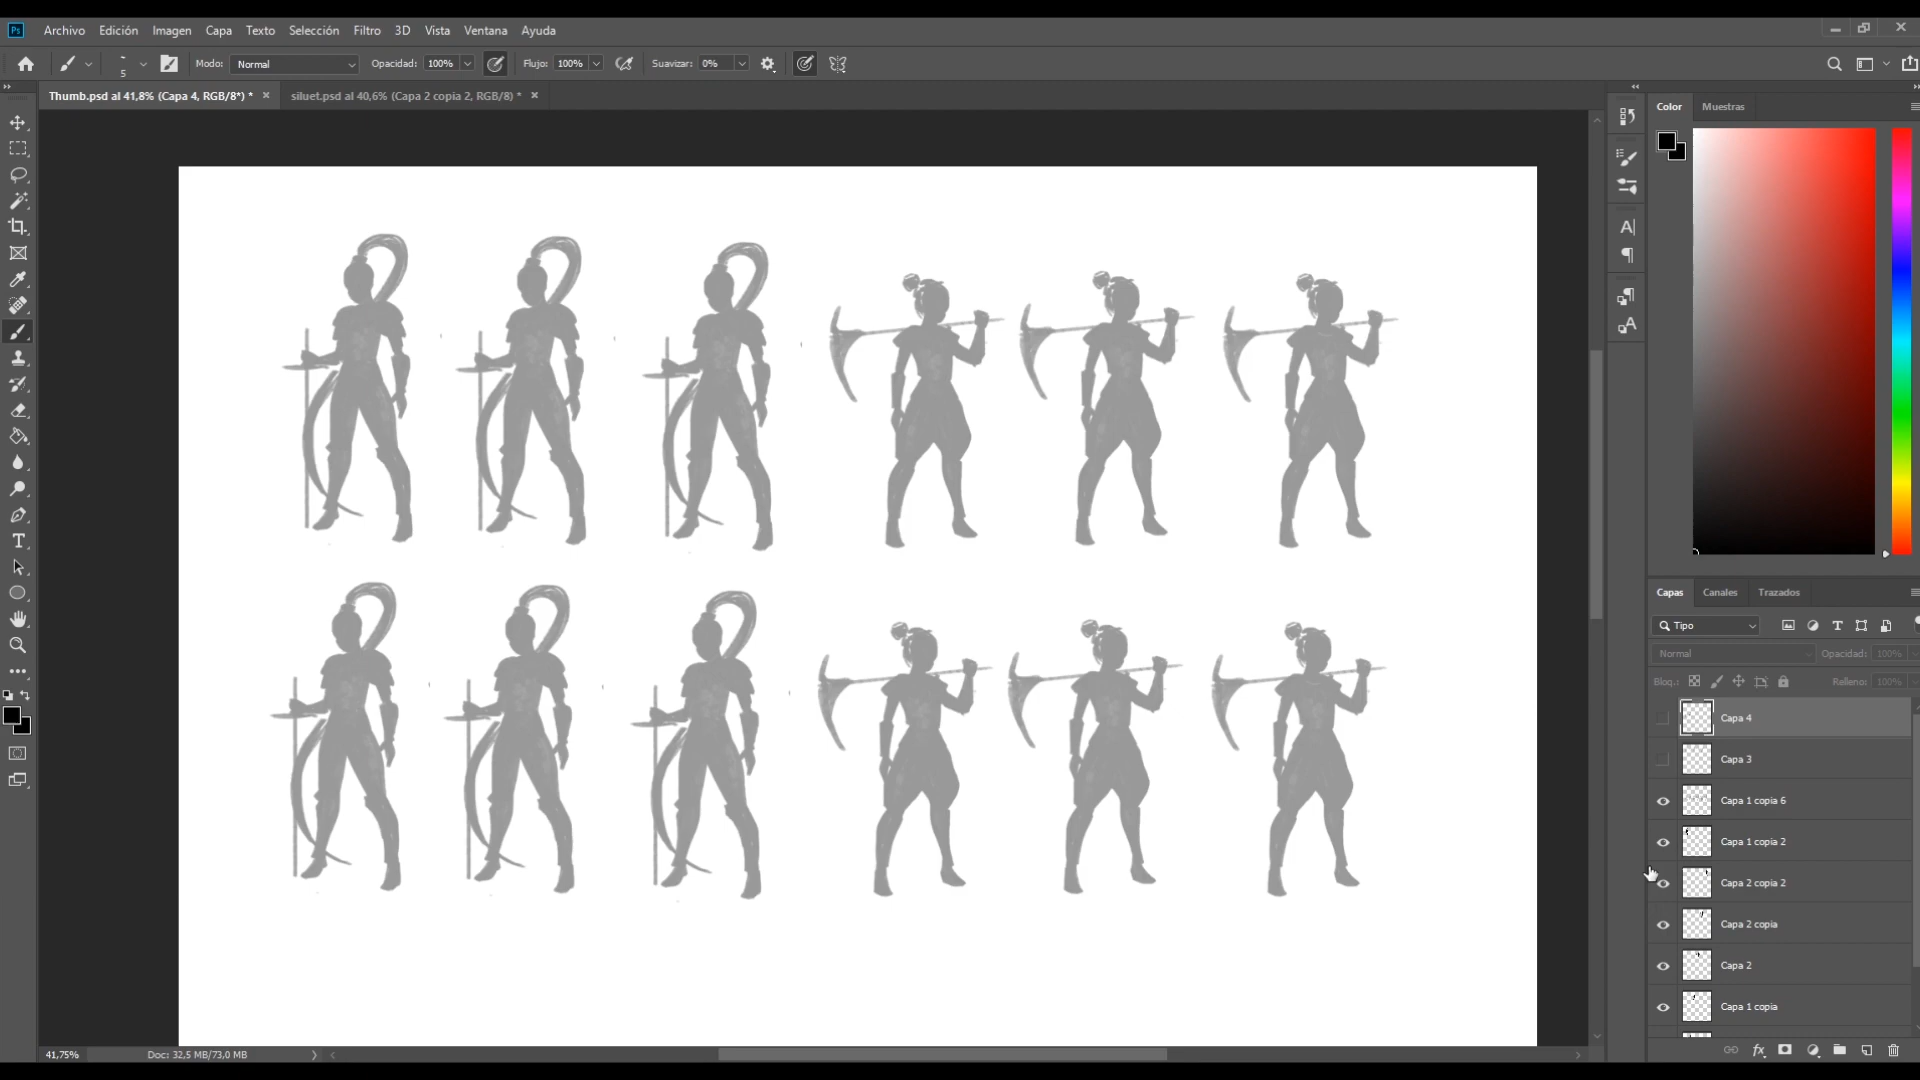 Ps Archivo Edición Imagen Capa Texto Selección Filtro 3D Vista Ventana Ayuda
5 Modo: Normal Opacidad: 100% Flujo: 100% Suavizar: 0%
Thumb.psd al 41,8% (Capa 4, RGB/8*) * × siluet.psd al 40,6% (Capa 2 copia 2, RGB/8) * ×
Color Muestras
Capas Canales Trazados
Tipo
Normal Opacidad: 100%
Bloq.: Relleno: 100%
Capa 4
Capa 3
Capa 1 copia 6
Capa 1 copia 2
Capa 2 copia 2
Capa 2 copia
Capa 2
Capa 1 copia
41,75% Doc: 32,5 MB/73,0 MB